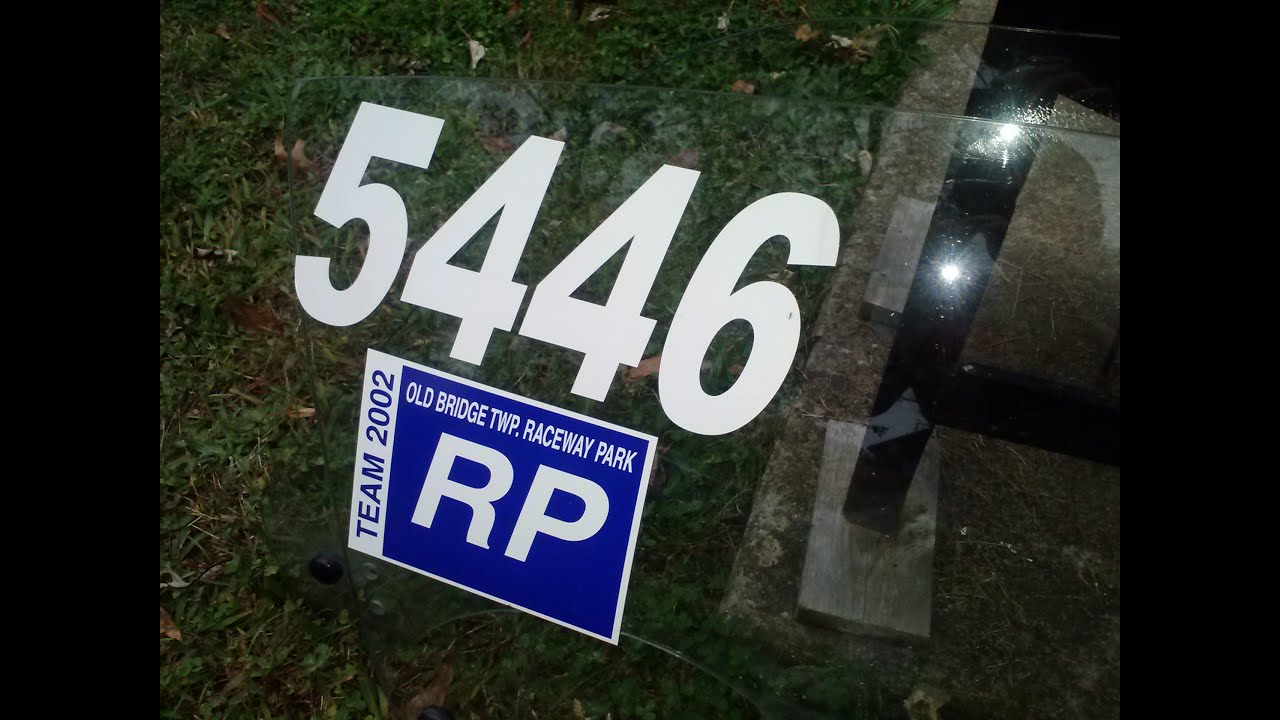 5446
TEAM 2002
OLD BRIDGE TWP. RACEWAY PARK
RP